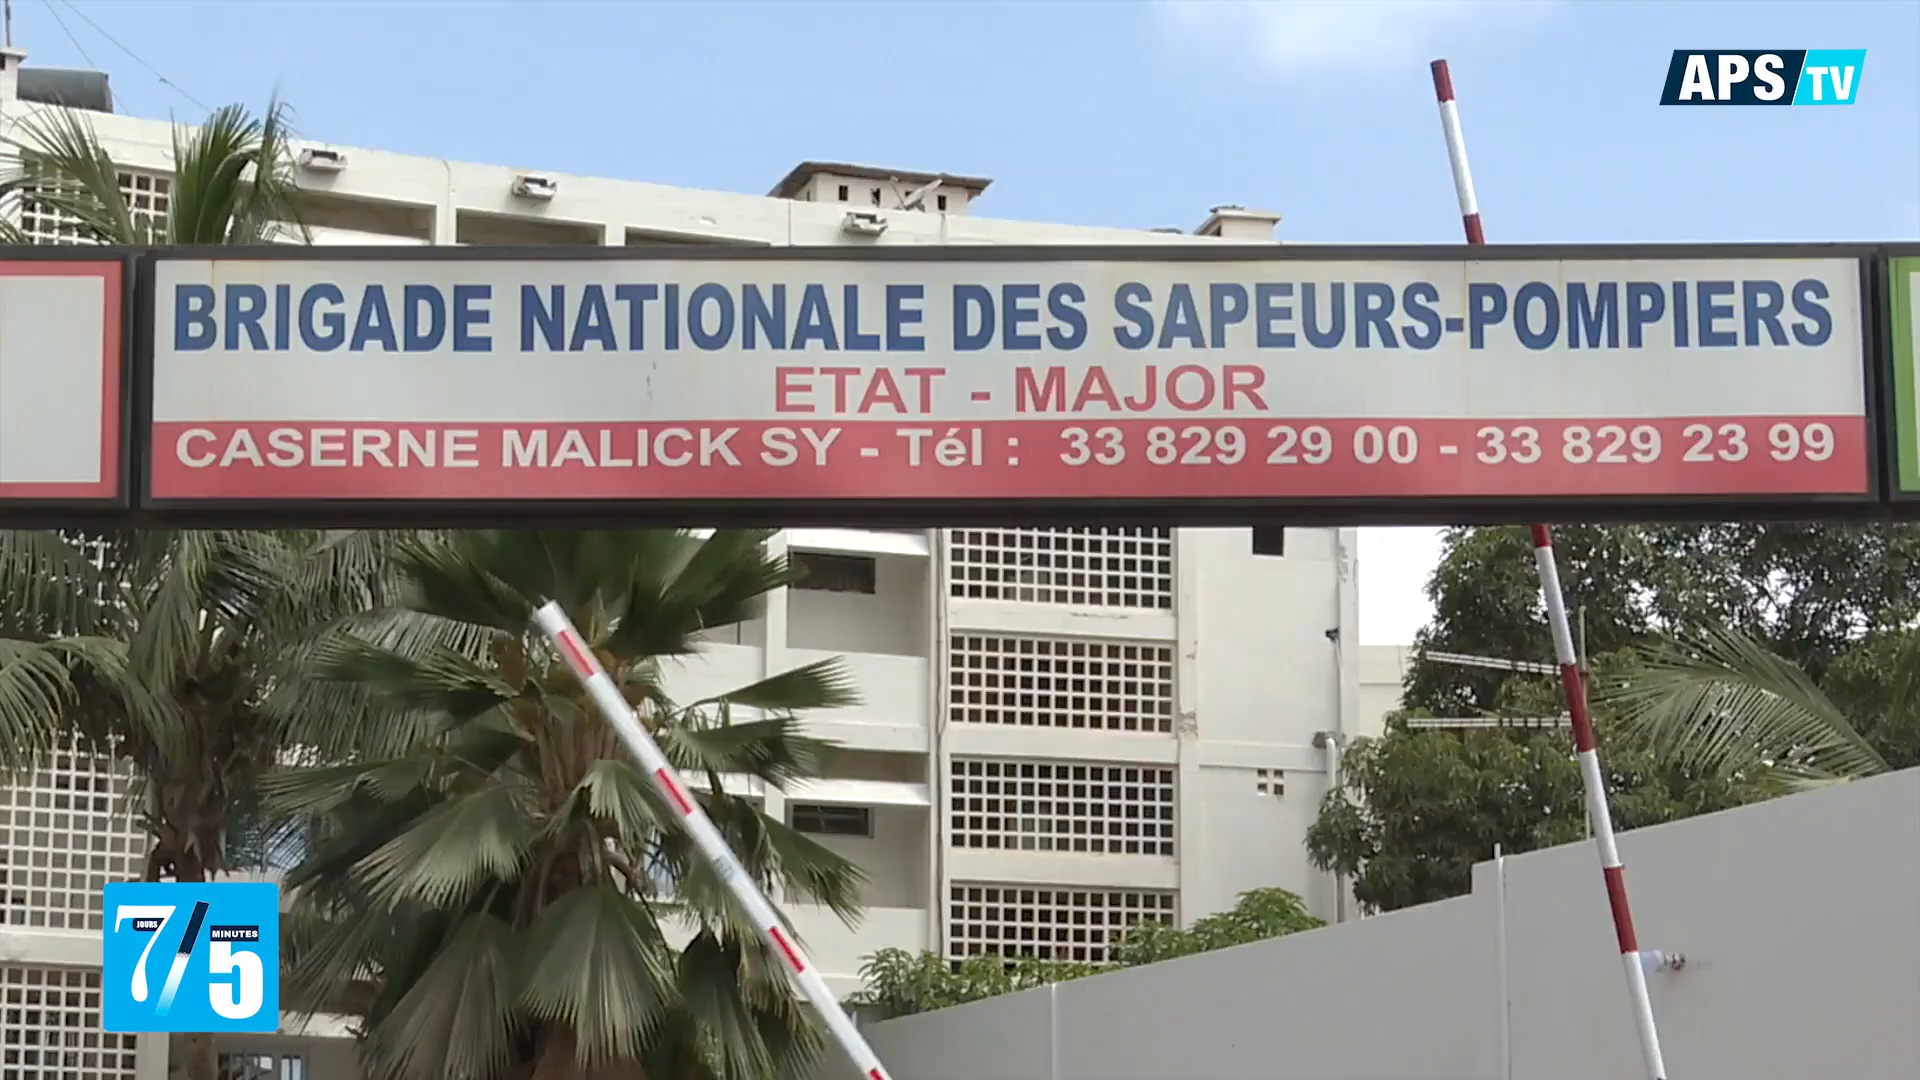 APS TV
BRIGADE NATIONALE DES SAPEURS-POMPIERS
ETAT - MAJOR
CASERNE MALICK SY - Tél : 33 829 29 00 - 33 829 23 99
7 JOURS / 5 MINUTES